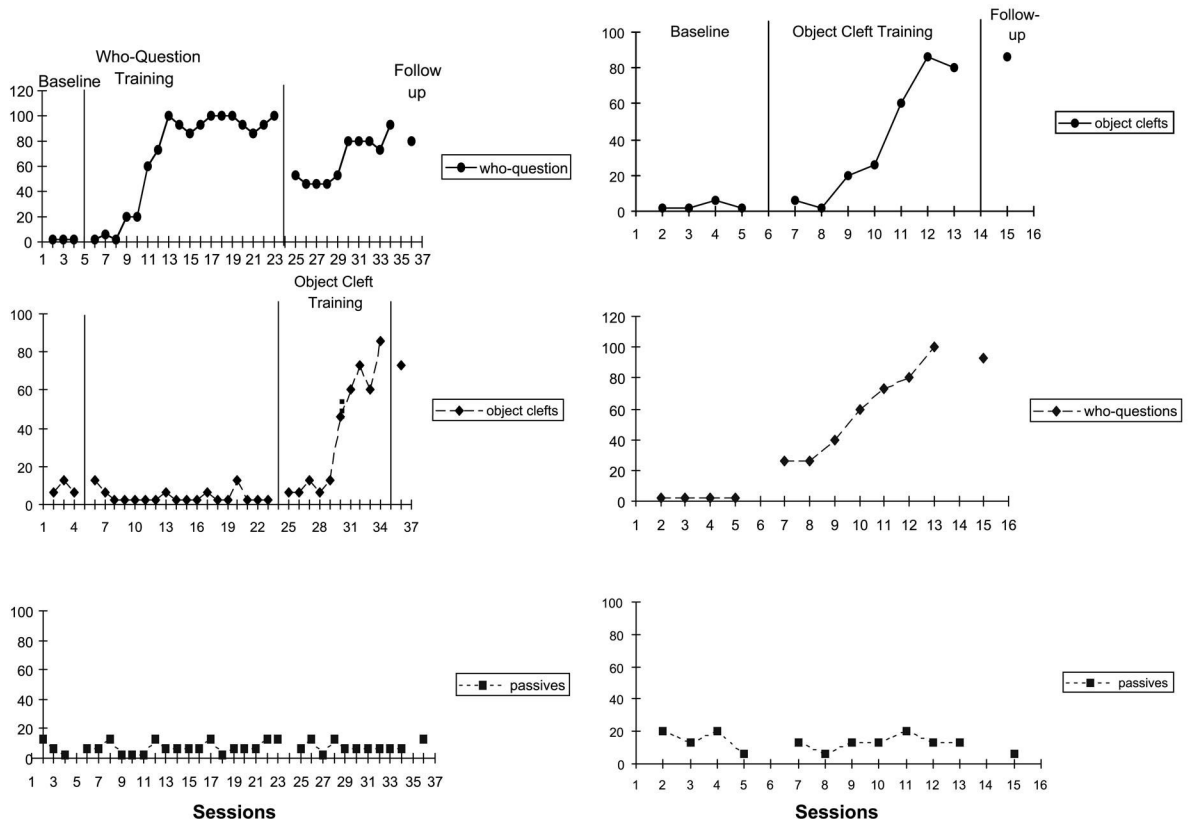 Who-Question
Baseline Training
Follow
up
100
80
60
40
20
0
1 3 5 7 9 11 13 15 17 19 21 23 25 27 29 31 33 35 37
who-question
Object Cleft
Training
100
80
60
40
20
0
1 4 7 10 13 16 19 22 25 28 31 34 37
object clefts
100
80
60
40
20
0
1 3 5 7 9 11 13 15 17 19 21 23 25 27 29 31 33 35 37
passives
Sessions
Baseline
Object Cleft Training
Follow-
up
100
80
60
40
20
0
1 2 3 4 5 6 7 8 9 10 11 12 13 14 15 16
object clefts
120
100
80
60
40
20
0
1 2 3 4 5 6 7 8 9 10 11 12 13 14 15 16
who-questions
100
80
60
40
20
0
1 2 3 4 5 6 7 8 9 10 11 12 13 14 15 16
passives
Sessions